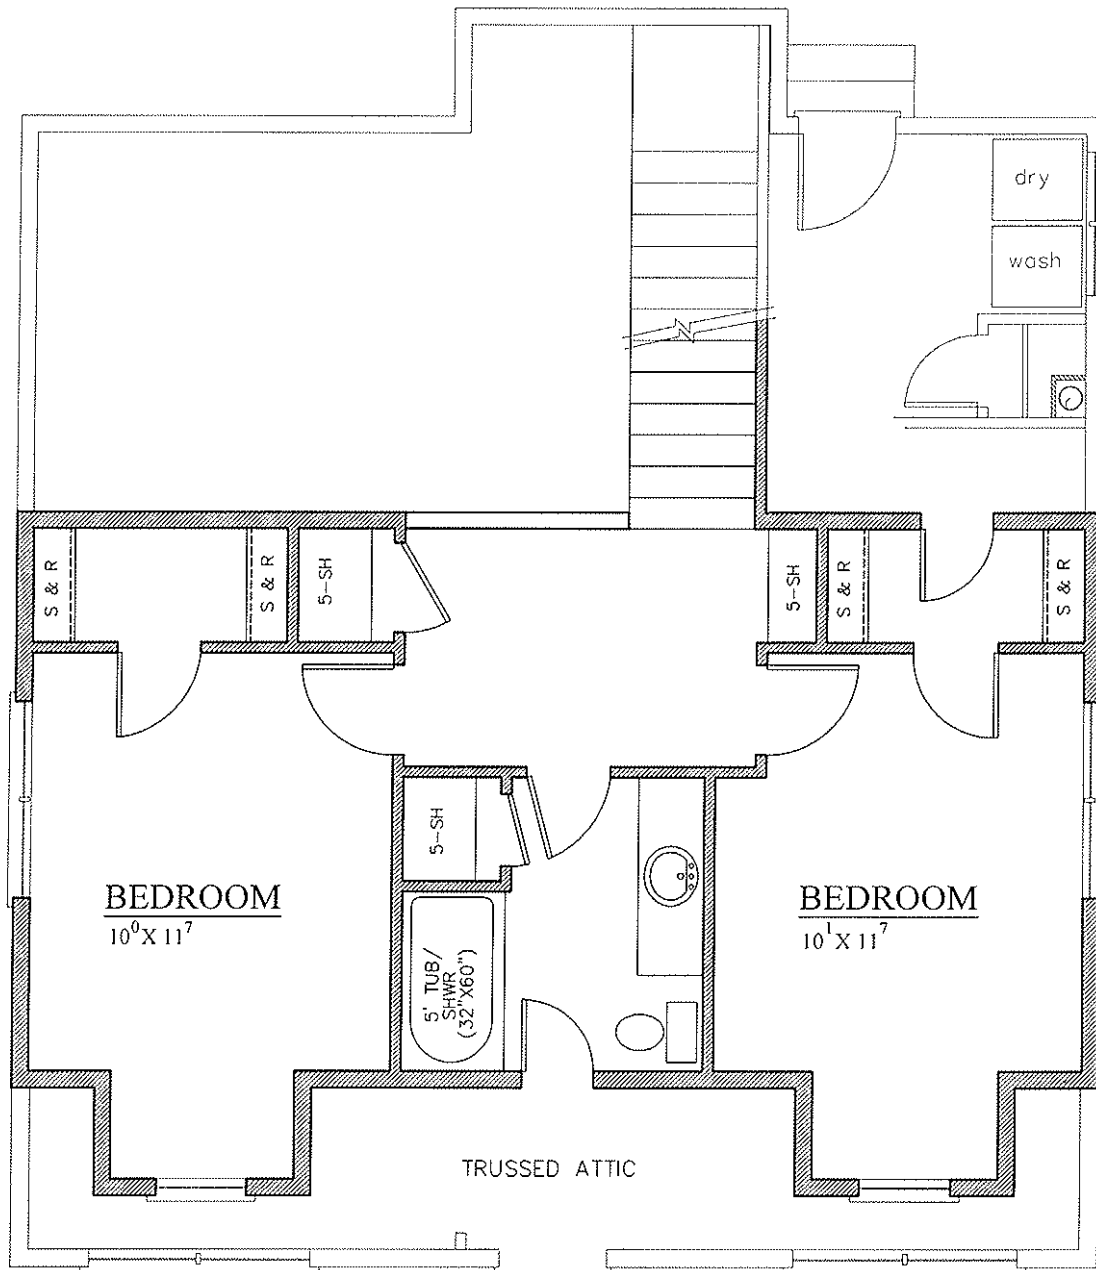 dry
wash
S & R
S & R
5-SH
5-SH
S & R
S & R
5-SH
BEDROOM
10⁰X 11⁷
BEDROOM
10¹X 11⁷
5' TUB/
SHWR
(32"X60")
TRUSSED ATTIC